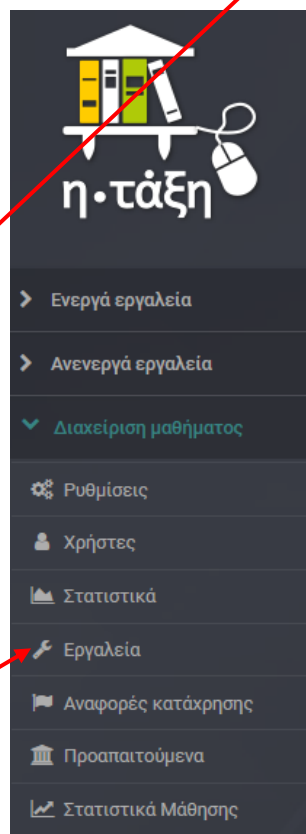 η·τάξη
Ενεργά εργαλεία
Ανενεργά εργαλεία
Διαχείριση μαθήματος
Ρυθμίσεις
Χρήστες
Στατιστικά
Εργαλεία
Αναφορές κατάχρησης
Προαπαιτούμενα
Στατιστικά Μάθησης